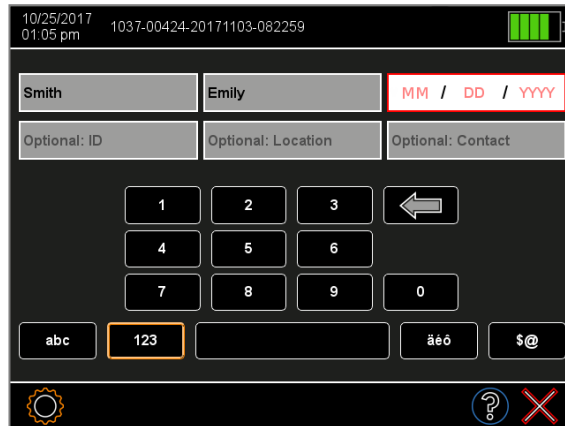 10/25/2017
01:05 pm
1037-00424-20171103-082259
Smith Emily MM / DD / YYYY
Optional: ID Optional: Location Optional: Contact
1 2 3
4 5 6
7 8 9 0
abc 123 äėô $@
?